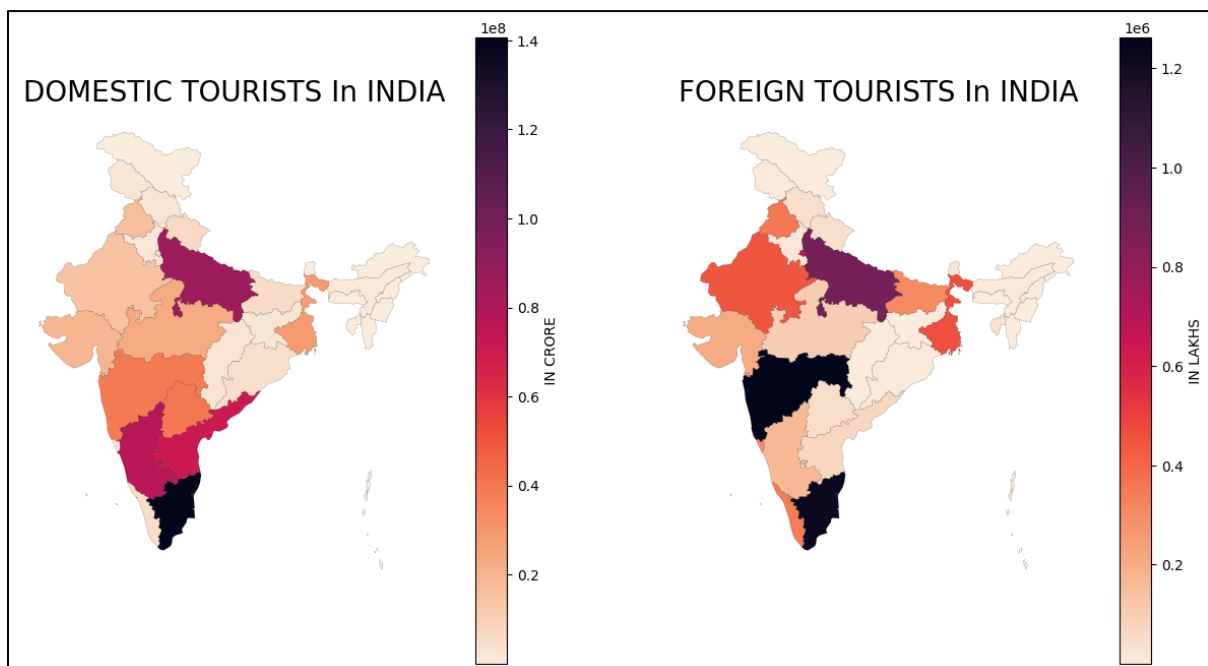 DOMESTIC TOURISTS In INDIA
1e8
1.4
1.2
1.0
0.8
0.6
0.4
0.2
IN CRORE
FOREIGN TOURISTS In INDIA
1e6
1.2
1.0
0.8
0.6
0.4
0.2
IN LAKHS